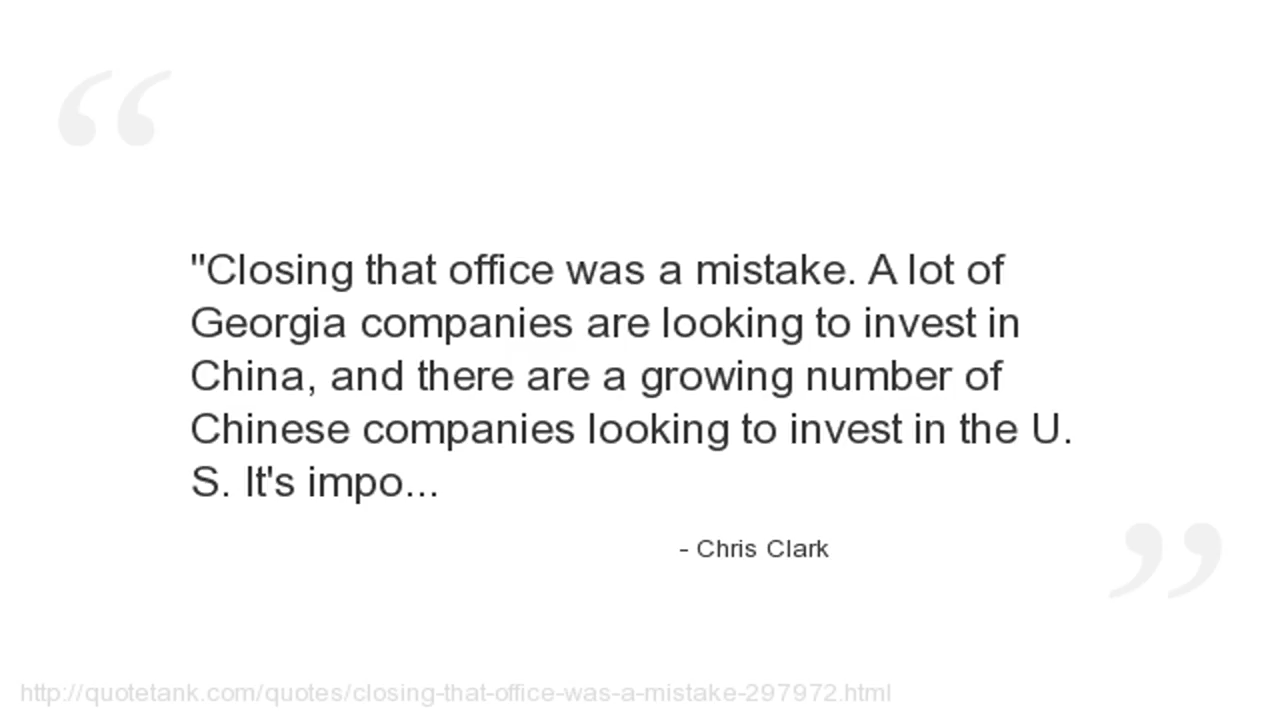 "Closing that office was a mistake. A lot of
Georgia companies are looking to invest in
China, and there are a growing number of
Chinese companies looking to invest in the U.
S. It's impo...
- Chris Clark
http://quotetank.com/quotes/closing-that-office-was-a-mistake-297972.html